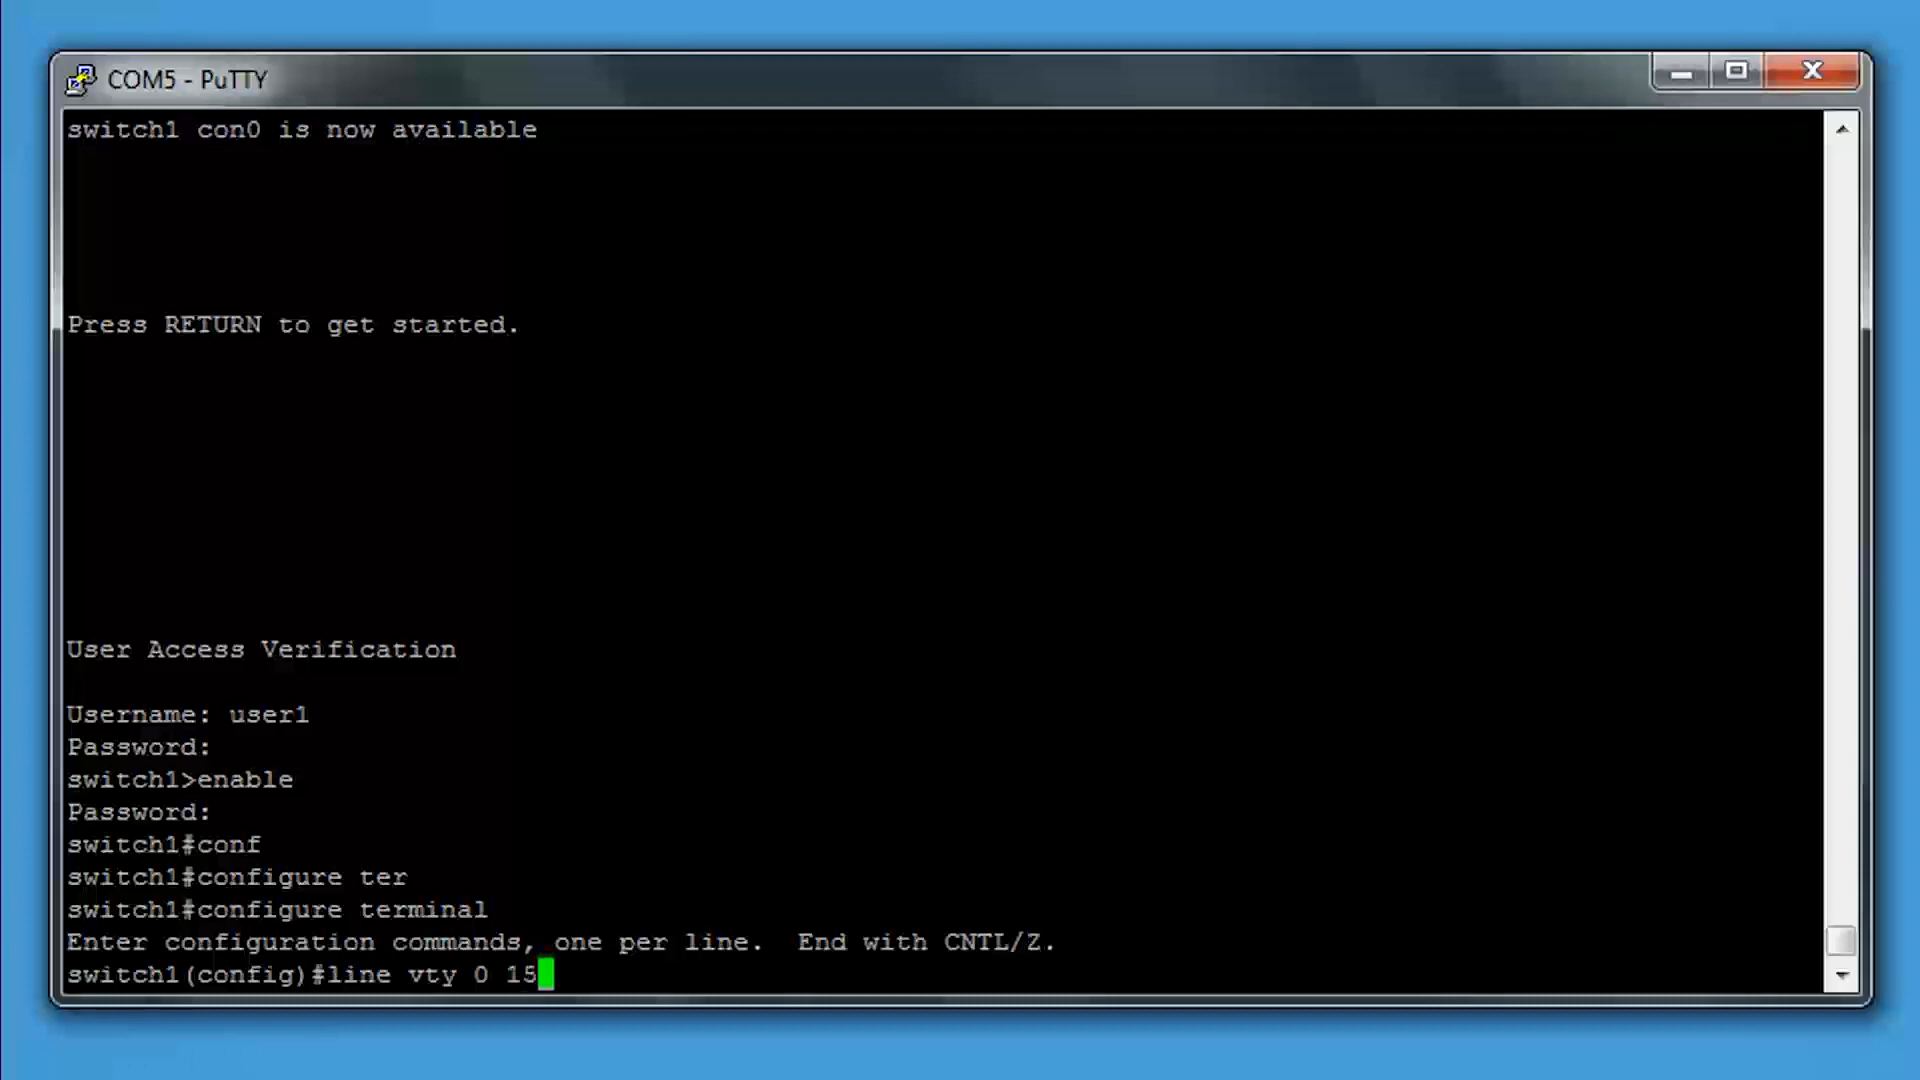 COM5 - PuTTY
switch1 con0 is now available
Press RETURN to get started.
User Access Verification
Username: user1
Password:
switch1>enable
Password:
switch1#conf
switch1#configure ter
switch1#configure terminal
Enter configuration commands, one per line.  End with CNTL/Z.
switch1(config)#line vty 0 15